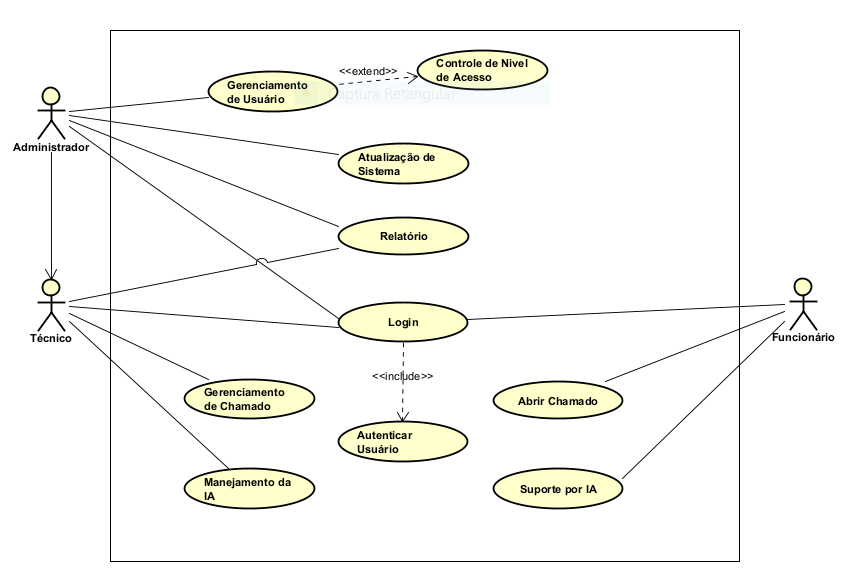 <<extend>>
Controle de Nivel
de Acesso
Gerenciamento
de Usuário
Captura Retangular
Administrador
Atualização de
Sistema
Relatório
Login
Técnico
Funcionário
<<include>>
Gerenciamento
de Chamado
Abrir Chamado
Autenticar
Usuário
Manejamento da
IA
Suporte por IA